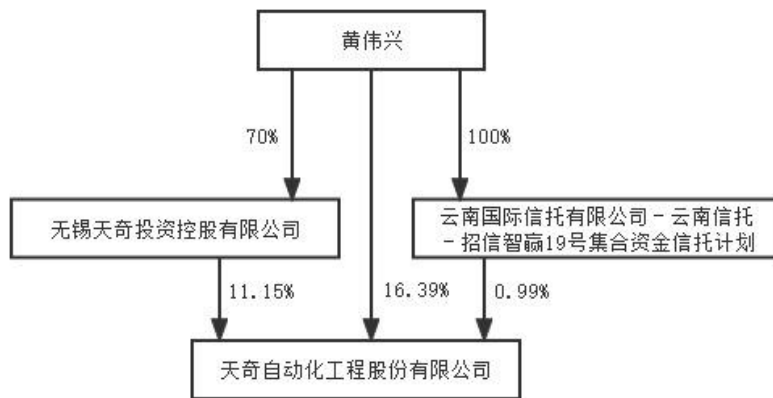 黄伟兴
70%
100%
无锡天奇投资控股有限公司
云南国际信托有限公司－云南信托
－招信智赢19号集合资金信托计划
11.15%
16.39%
0.99%
天奇自动化工程股份有限公司